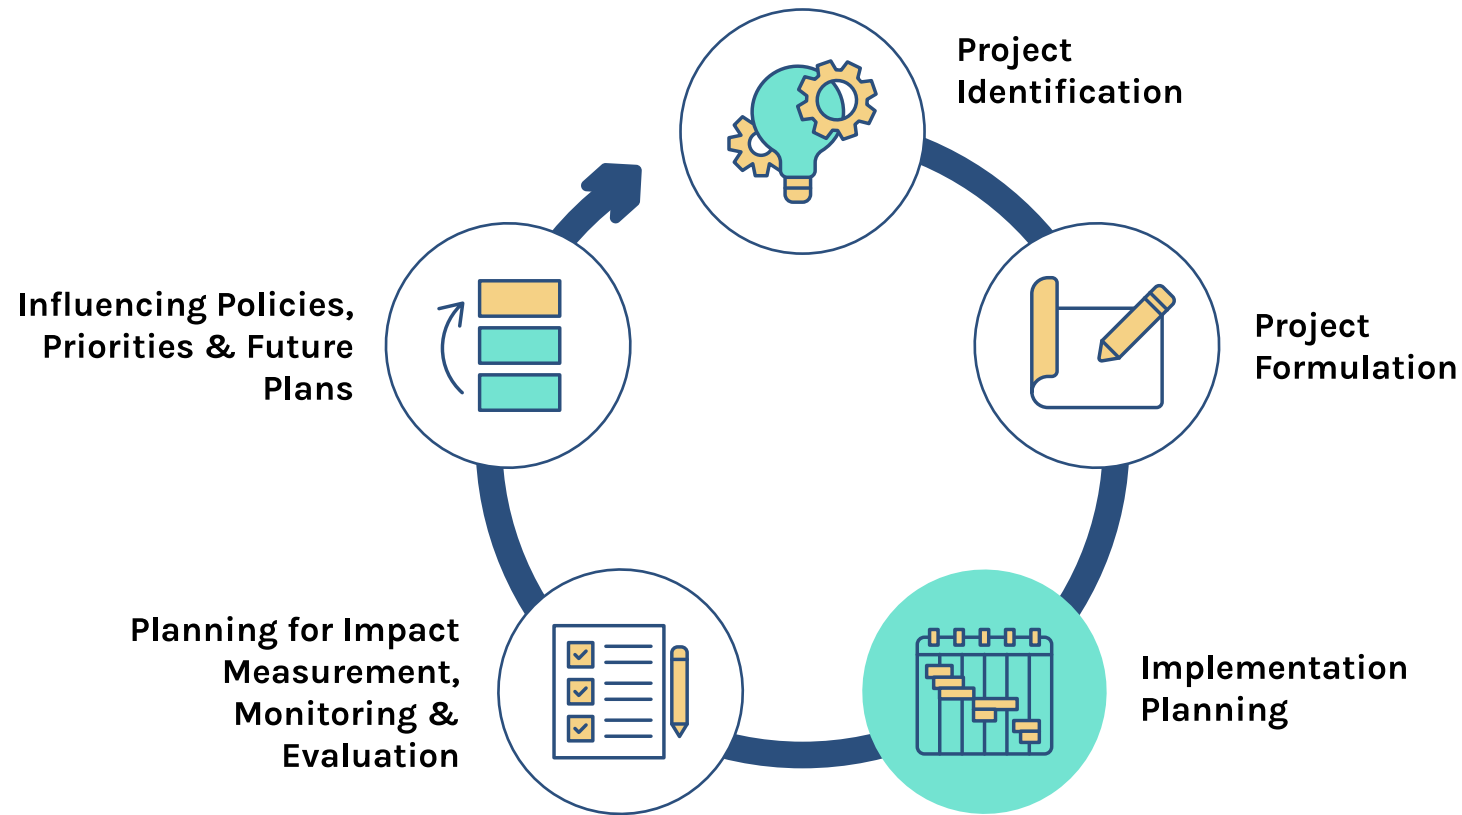 Project
Identification
Project
Formulation
Implementation
Planning
Planning for Impact
Measurement,
Monitoring &
Evaluation
Influencing Policies,
Priorities & Future
Plans